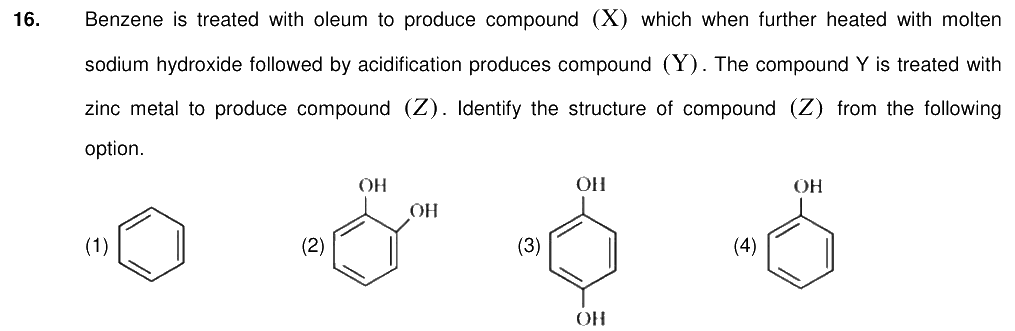 16. Benzene is treated with oleum to produce compound (X) which when further heated with molten
sodium hydroxide followed by acidification produces compound (Y). The compound Y is treated with
zinc metal to produce compound (Z). Identify the structure of compound (Z) from the following
option.
(1) (2) OH OH (3) OH OH (4) OH